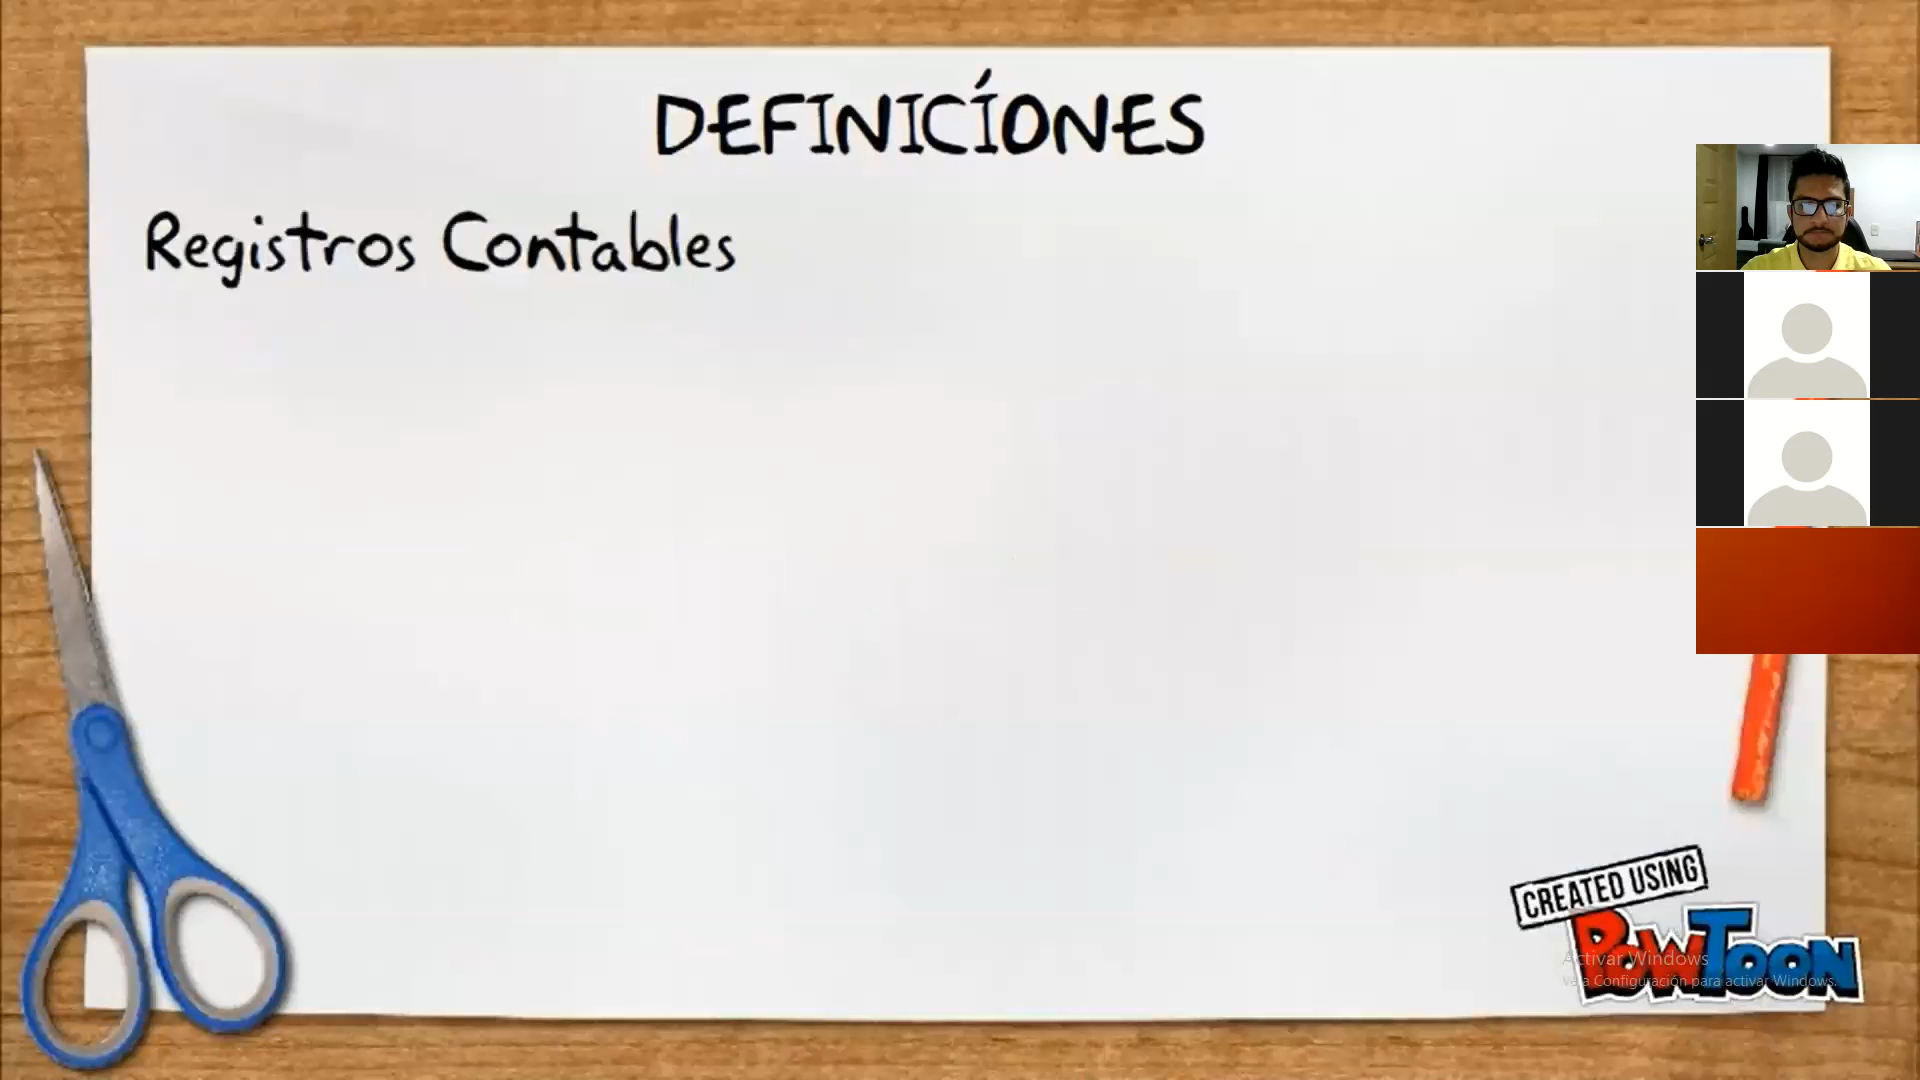 DEFINICÍONES
Registros Contables
CREATED USING
POWTOON
Activar Windows
Ve a Configuración para activar Windows.